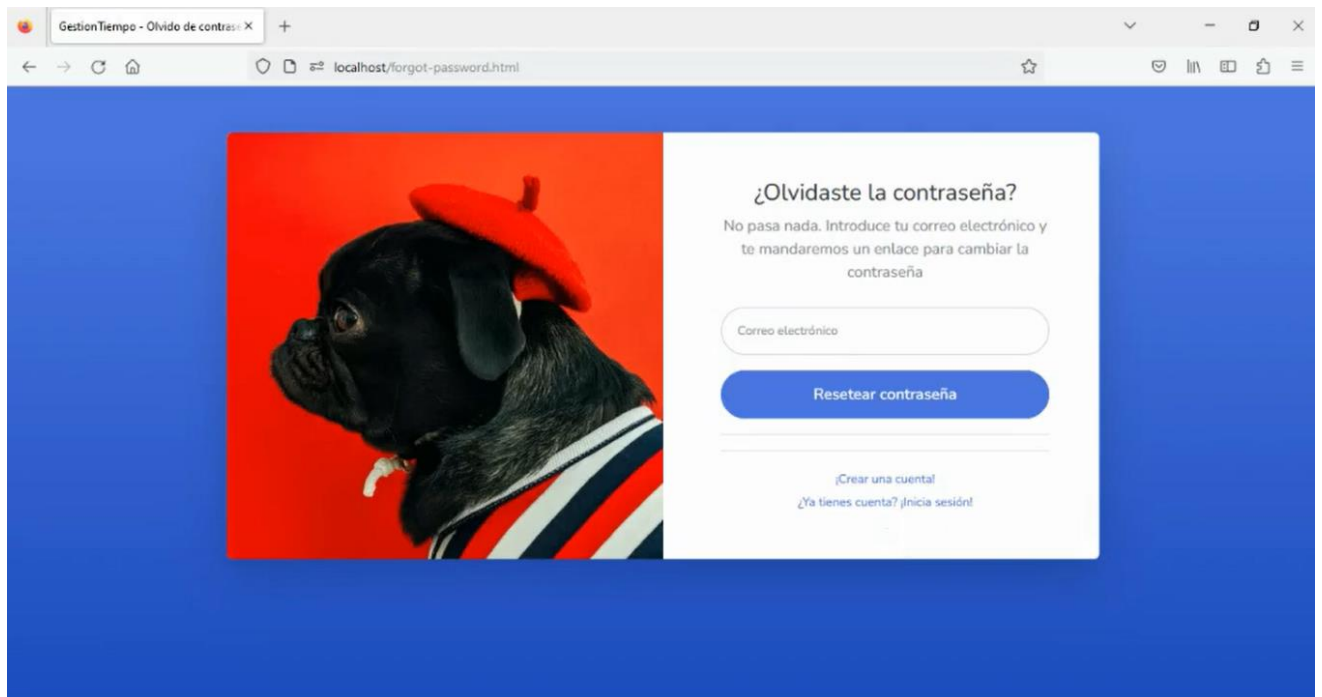 GestionTiempo - Olvido de contrase
localhost/forgot-password.html
¿Olvidaste la contraseña?
No pasa nada. Introduce tu correo electrónico y
te mandaremos un enlace para cambiar la
contraseña
Correo electrónico
Resetear contraseña
¡Crear una cuenta!
¿Ya tienes cuenta? ¡Inicia sesión!